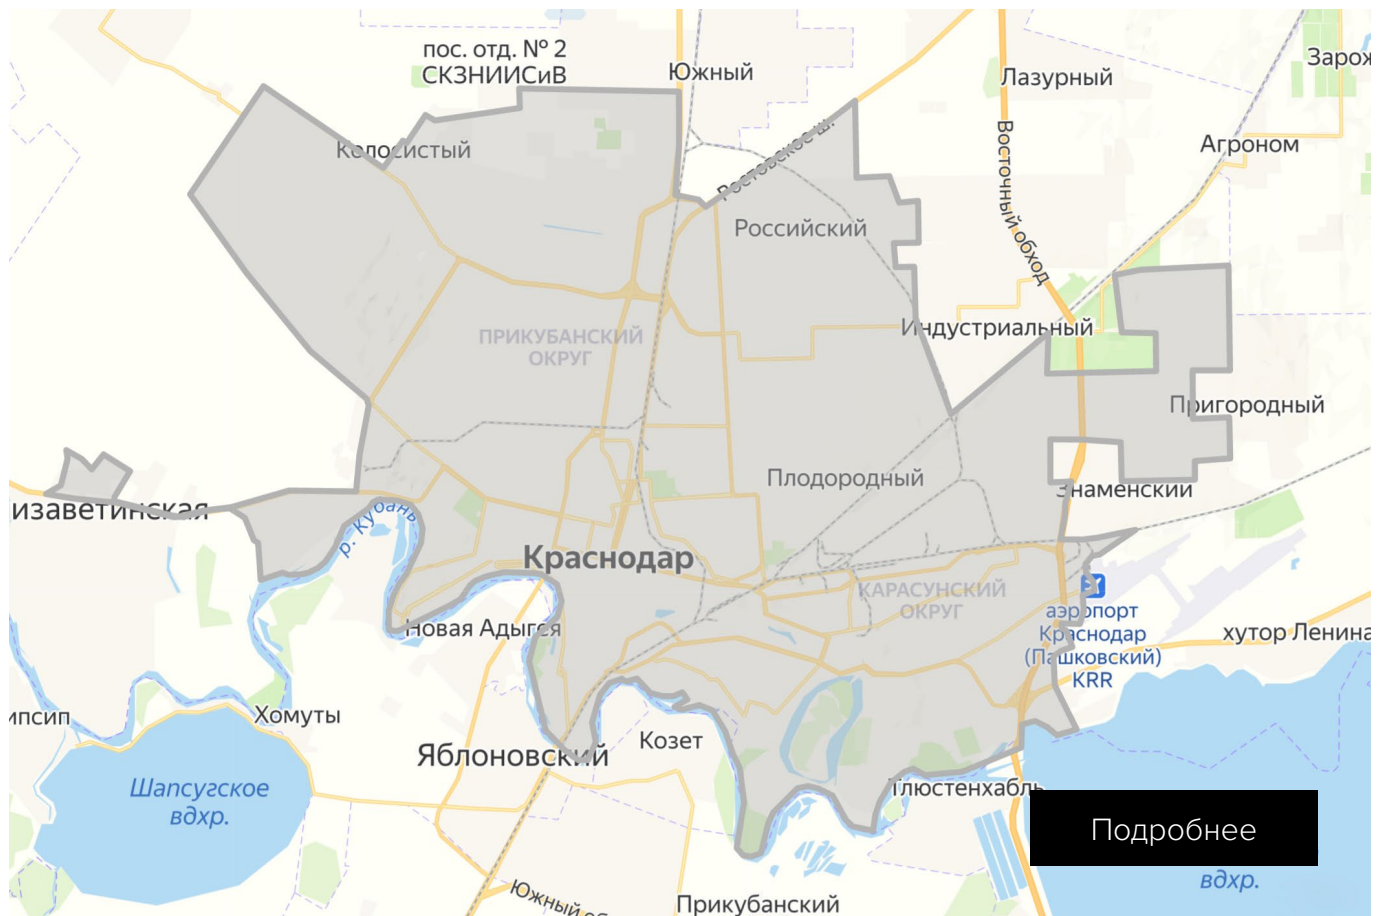 пос. отд. № 2
СКЗНИИСиВ
Южный
Лазурный
Зарож
Колосистый
Ростовское ш.
Восточный обход
Агроном
Российский
ПРИКУБАНСКИЙ
ОКРУГ
Индустриальный
Пригородный
Плодородный
Знаменский
изаветинская
р. Кубань
Краснодар
КАРАСУНСКИЙ
ОКРУГ
аэропорт
Краснодар
(Пашковский)
KRR
хутор Ленина
Новая Адыгея
ипсип
Хомуты
Яблоновский
Козет
Шапсугское
вдхр.
Тлюстенхабль
Подробнее
вдхр.
Южный об
Прикубанский